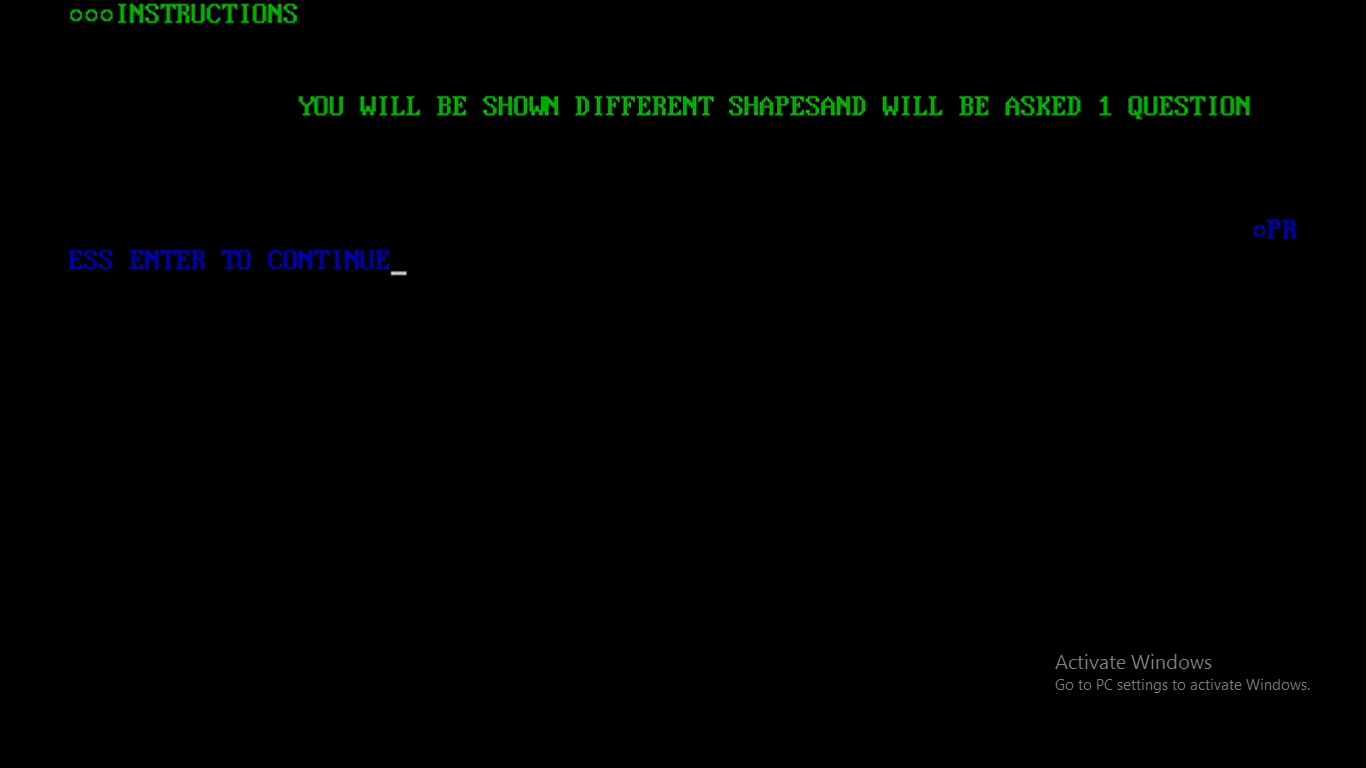 ○○○INSTRUCTIONS
YOU WILL BE SHOWN DIFFERENT SHAPESAND WILL BE ASKED 1 QUESTION
○PR
ESS ENTER TO CONTINUE_
Activate Windows
Go to PC settings to activate Windows.